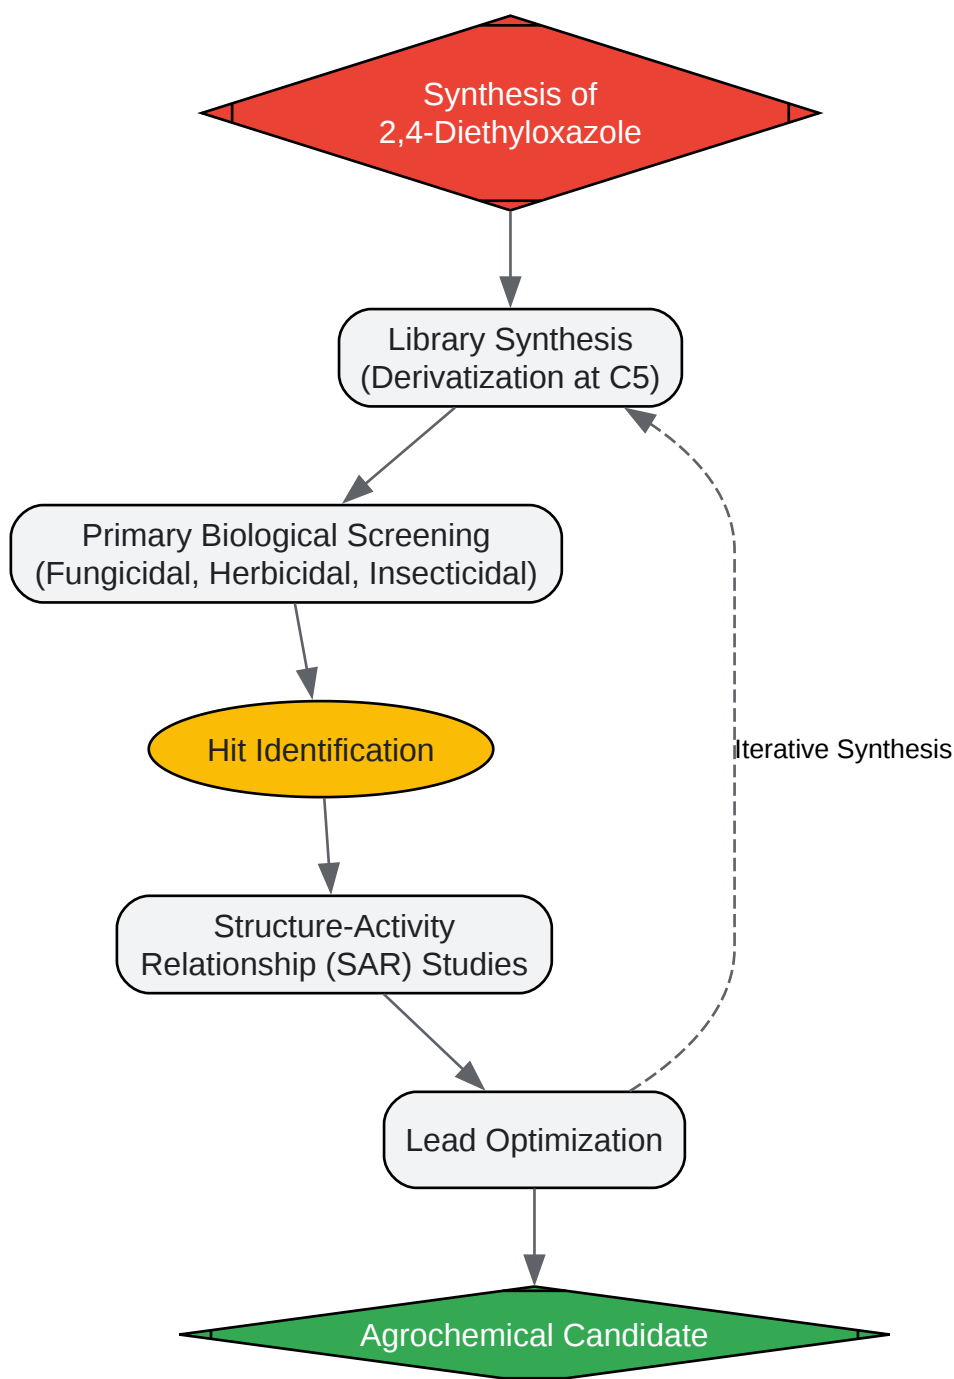 Synthesis of
2,4-Diethyloxazole
Library Synthesis
(Derivatization at C5)
Primary Biological Screening
(Fungicidal, Herbicidal, Insecticidal)
Hit Identification
Iterative Synthesis
Structure-Activity
Relationship (SAR) Studies
Lead Optimization
Agrochemical Candidate